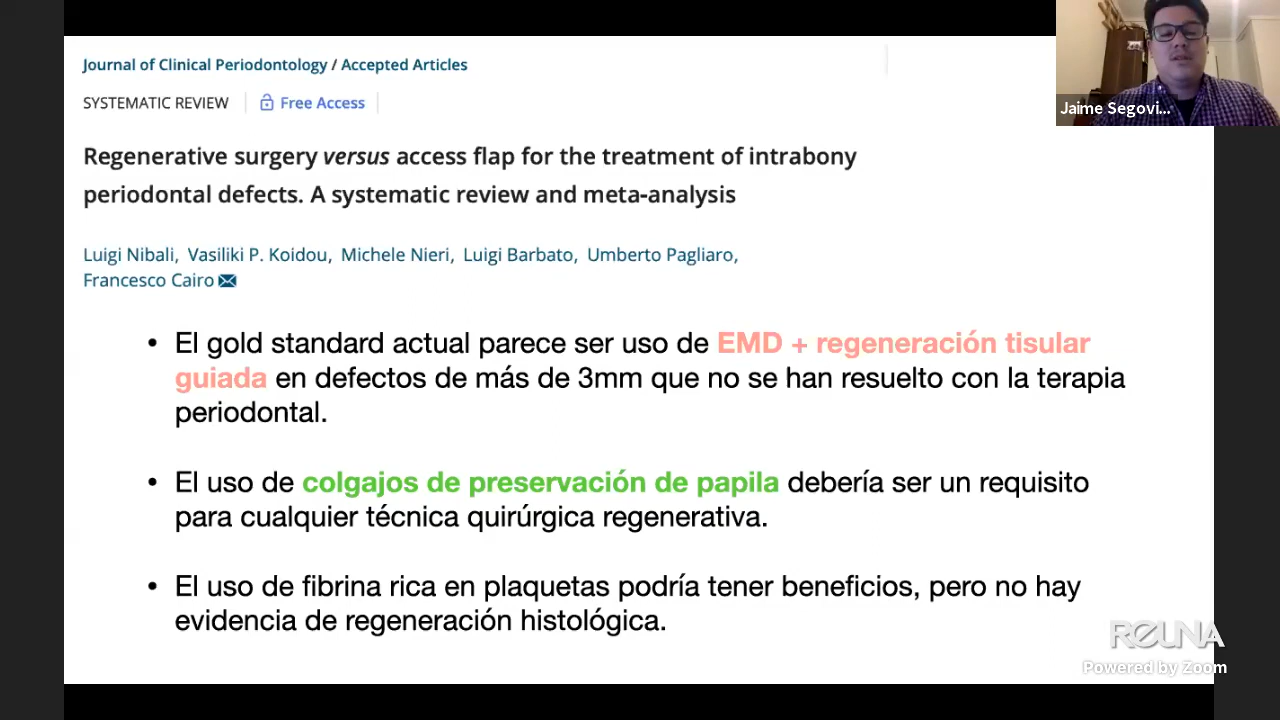 Journal of Clinical Periodontology / Accepted Articles
SYSTEMATIC REVIEW
Free Access
Regenerative surgery versus access flap for the treatment of intrabony
periodontal defects. A systematic review and meta-analysis
Luigi Nibali, Vasiliki P. Koidou, Michele Nieri, Luigi Barbato, Umberto Pagliaro,
Francesco Cairo
• El gold standard actual parece ser uso de EMD + regeneración tisular
guiada en defectos de más de 3mm que no se han resuelto con la terapia
periodontal.
• El uso de colgajos de preservación de papila debería ser un requisito
para cualquier técnica quirúrgica regenerativa.
• El uso de fibrina rica en plaquetas podría tener beneficios, pero no hay
evidencia de regeneración histológica.
Jaime Segovi...
REUNA
Powered by Zoom